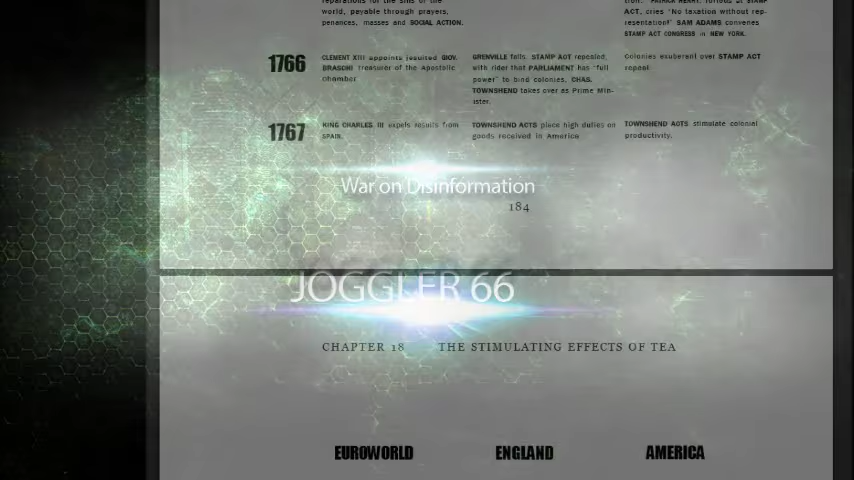 reparations for the sins of the
world, payable through prayers,
penances, masses and SOCIAL ACTION.
tion." PATRICK HENRY, furious at STAMP
ACT, cries "No taxation without rep-
resentation!" SAM ADAMS convenes
STAMP ACT CONGRESS in NEW YORK.
1766
CLEMENT XIII appoints jesuited GIOV.
BRASCHI treasurer of the Apostolic
chamber.
GRENVILLE falls. STAMP ACT repealed,
with rider that PARLIAMENT has "full
power" to bind colonies. CHAS.
TOWNSHEND takes over as Prime Min-
ister.
Colonies exuberant over STAMP ACT
repeal.
1767
KING CHARLES III expels jesuits from
SPAIN.
TOWNSHEND ACTS place high duties on
goods received in America.
TOWNSHEND ACTS stimulate colonial
productivity.
War on Disinformation
184
JOGGLER 66
CHAPTER 18 THE STIMULATING EFFECTS OF TEA
EUROWORLD ENGLAND AMERICA